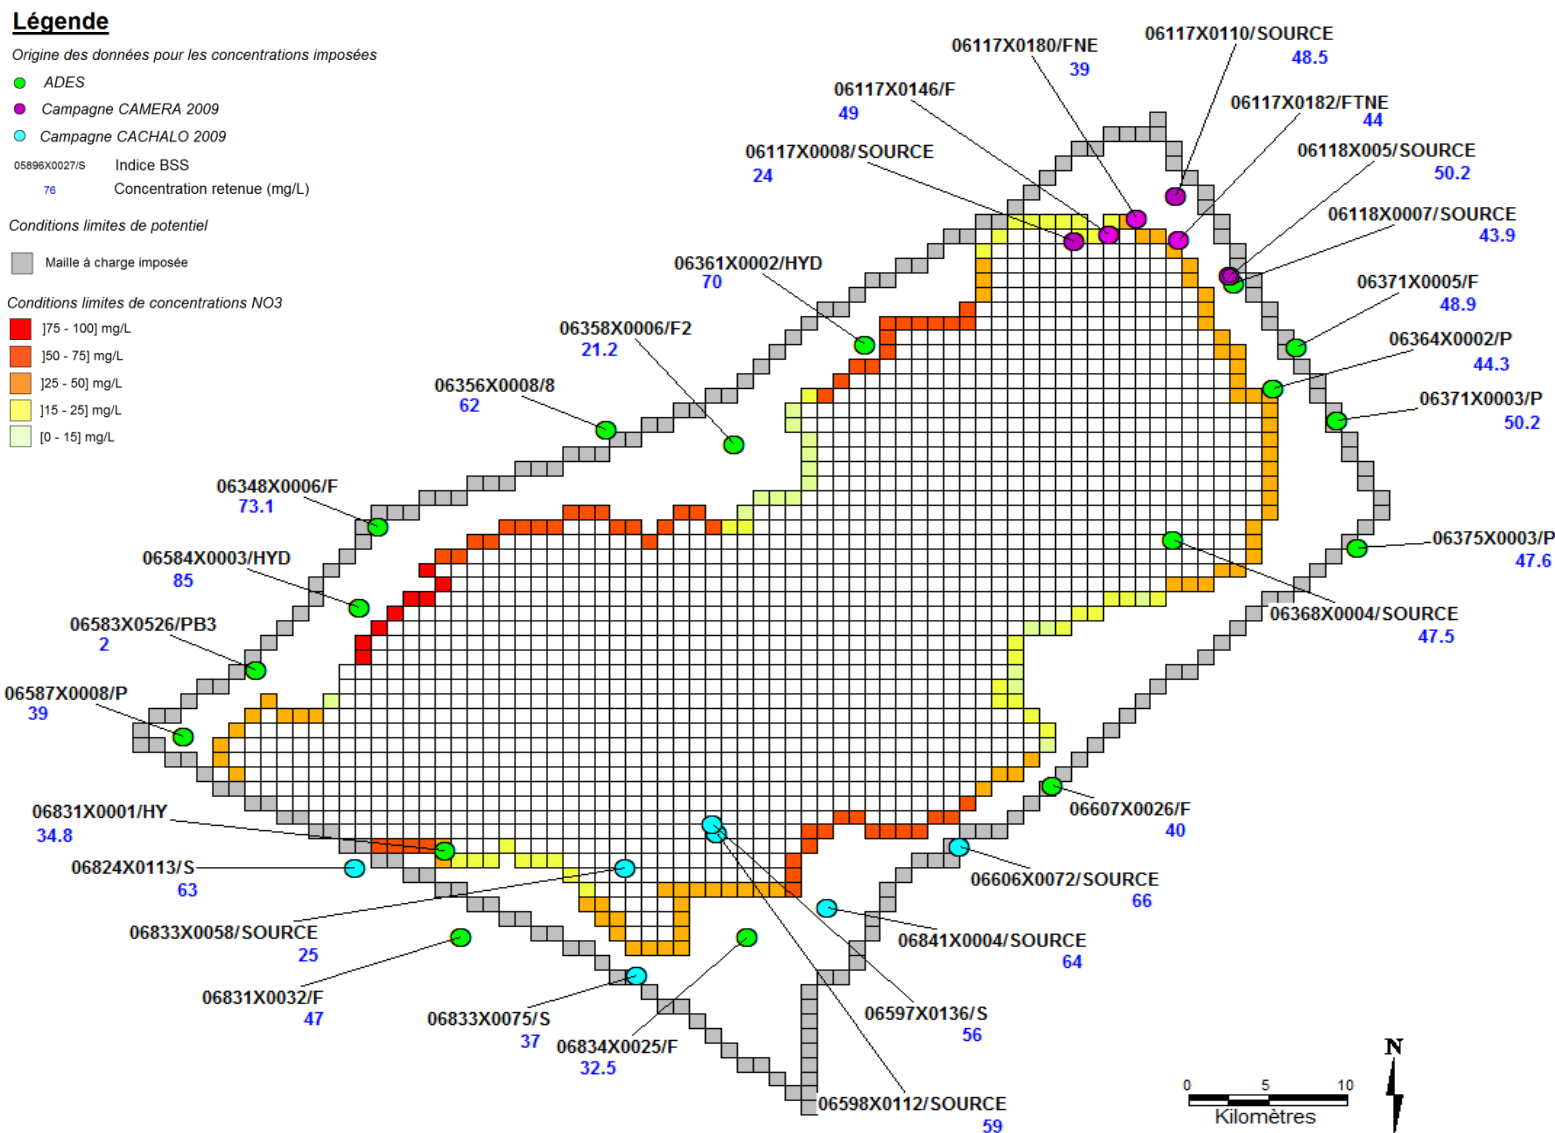 Légende
Origine des données pour les concentrations imposées
ADES
Campagne CAMERA 2009
Campagne CACHALO 2009
05896X0027/S Indice BSS
76 Concentration retenue (mg/L)
Conditions limites de potentiel
Maille à charge imposée
Conditions limites de concentrations NO3
]75 - 100] mg/L
]50 - 75] mg/L
]25 - 50] mg/L
]15 - 25] mg/L
[0 - 15] mg/L
06117X0110/SOURCE
48.5
06117X0180/FNE
39
06117X0146/F
49
06117X0182/FTNE
44
06117X0008/SOURCE
24
06118X005/SOURCE
50.2
06118X0007/SOURCE
43.9
06361X0002/HYD
70
06371X0005/F
48.9
06358X0006/F2
21.2
06364X0002/P
44.3
06356X0008/8
62
06371X0003/P
50.2
06348X0006/F
73.1
06375X0003/P
47.6
06584X0003/HYD
85
06368X0004/SOURCE
47.5
06583X0526/PB3
2
06587X0008/P
39
06607X0026/F
40
06831X0001/HY
34.8
06824X0113/S
63
06606X0072/SOURCE
66
06833X0058/SOURCE
25
06841X0004/SOURCE
64
06831X0032/F
47
06833X0075/S
37
06597X0136/S
56
06834X0025/F
32.5
06598X0112/SOURCE
59
N
0 5 10
Kilomètres